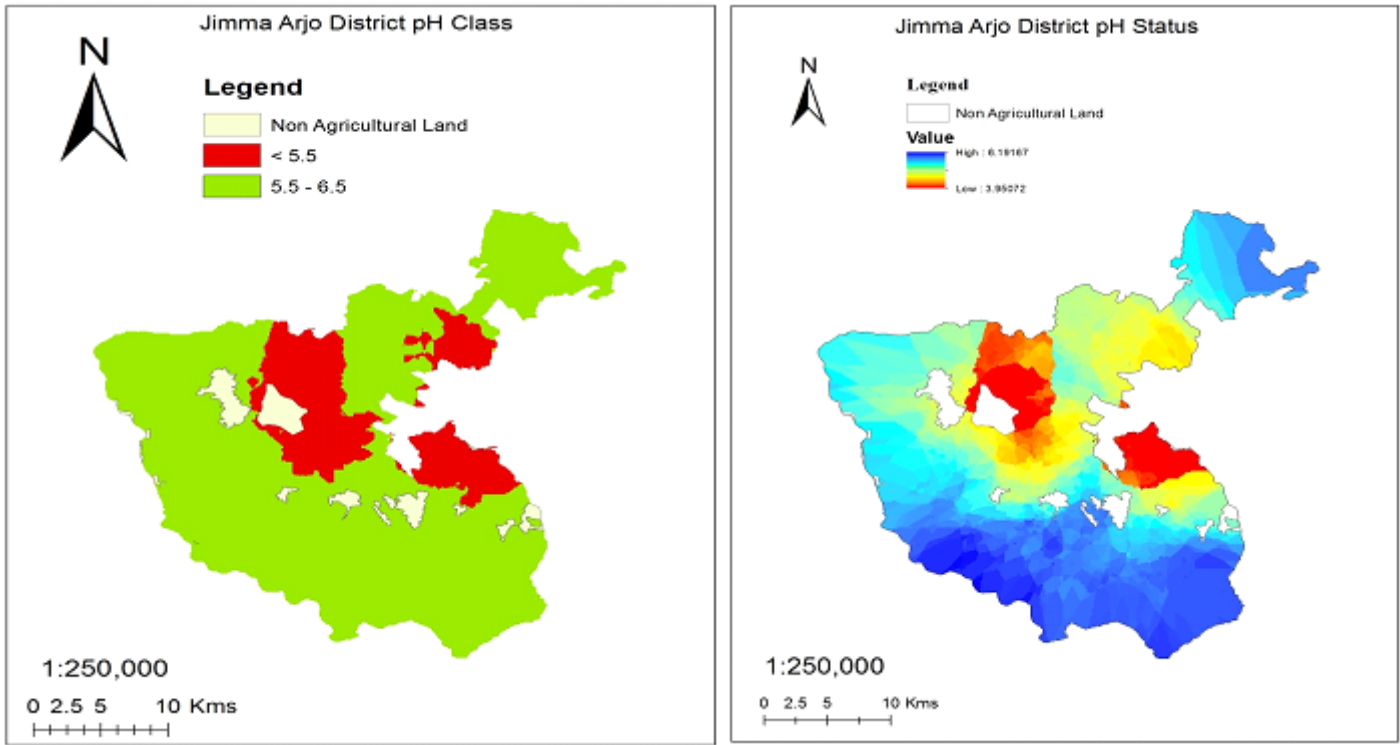 Jimma Arjo District pH Class
N
Legend
Non Agricultural Land
< 5.5
5.5 - 6.5
1:250,000
0 2.5 5 10 Kms
Jimma Arjo District pH Status
N
Legend
Non Agricultural Land
Value
High : 6.19167
Low : 3.95072
1:250,000
0 2.5 5 10 Kms